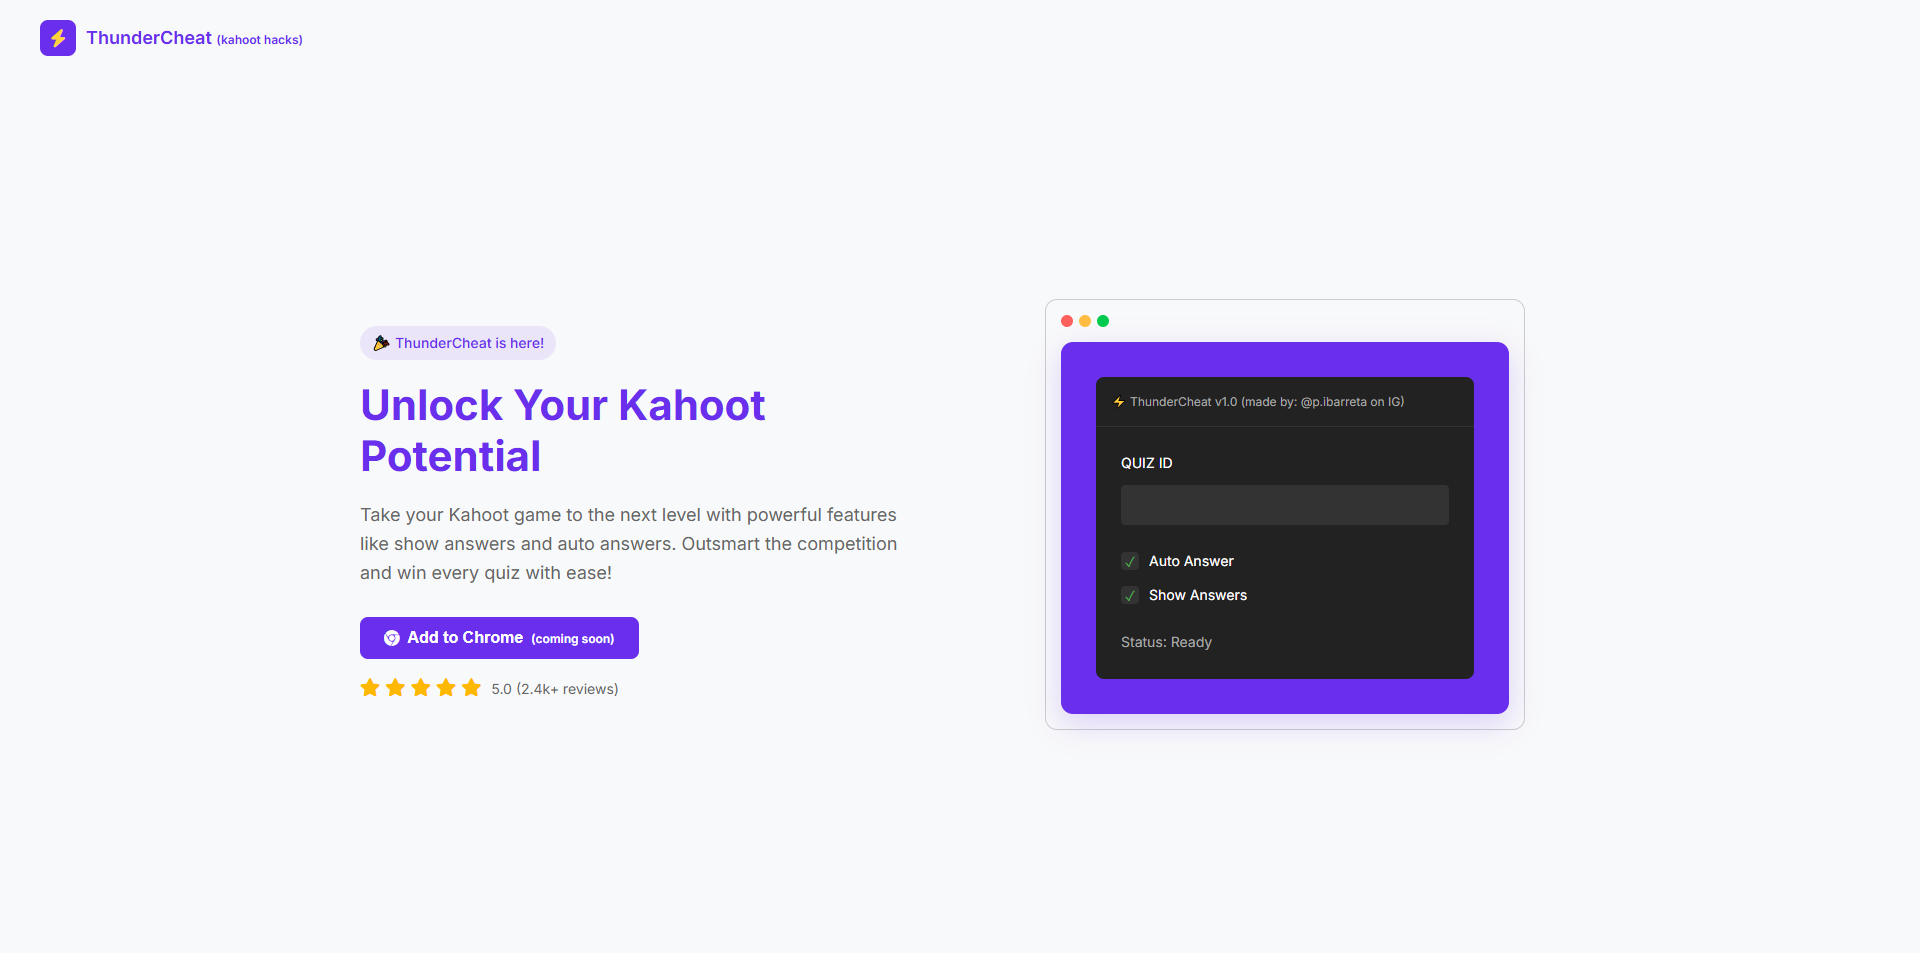 ThunderCheat (kahoot hacks)
ThunderCheat is here!
Unlock Your Kahoot
Potential
Take your Kahoot game to the next level with powerful features
like show answers and auto answers. Outsmart the competition
and win every quiz with ease!
Add to Chrome (coming soon)
5.0 (2.4k+ reviews)
ThunderCheat v1.0 (made by: @p.ibarreta on IG)
QUIZ ID
Auto Answer
Show Answers
Status: Ready